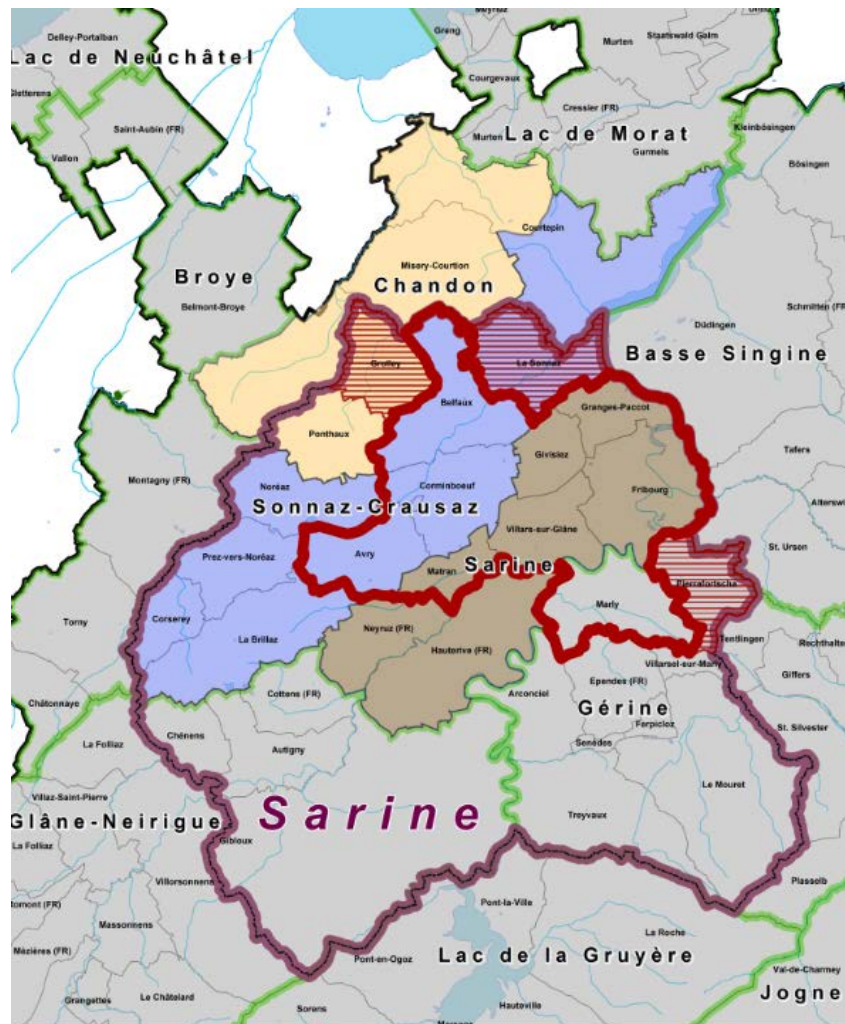 Meyriez
Greng
Murten
Staatswald Galm
Delley-Portalban
Lac de Neuchâtel
Courgevaux
Gletterens
Cressier (FR)
Saint-Aubin (FR)
Murten
Lac de Morat
Kleinbösingen
Vallon
Gurmels
Bösingen
Courtepin
Broye
Misery-Courtion
Chandon
Belmont-Broye
Schmitten (FR)
Düdingen
Basse Singine
Grolley
La Sonnaz
Belfaux
Granges-Paccot
Ponthaux
Givisiez
Tafers
Montagny (FR)
Noréaz
Corminboeuf
Fribourg
Sonnaz-Crausaz
Villars-sur-Glâne
Alterswi
Avry
St. Ursen
Prez-vers-Noréaz
Matran
Sarine
Pierrafortscha
Marly
Torny
Corserey
Neyruz (FR)
Tentlingen
La Brillaz
Hauterive (FR)
Rechthalten
Villarsel-sur-Marly
Giffers
Ependes (FR)
Cottens (FR)
Arconciel
Châtonnaye
Gérine
Ferpicloz
St. Silvester
Chénens
La Folliaz
Autigny
Senèdes
Le Mouret
Villaz-Saint-Pierre
Sarine
Treyvaux
Glâne-Neirigue
Gibloux
La Folliaz
Plasselb
Villorsonnens
Romont (FR)
Pont-la-Ville
Massonnens
La Roche
Mézières (FR)
Pont-en-Ogoz
Lac de la Gruyère
Val-de-Charmey
Grangettes
Le Châtelard
Jogne
Sorens
Hauteville